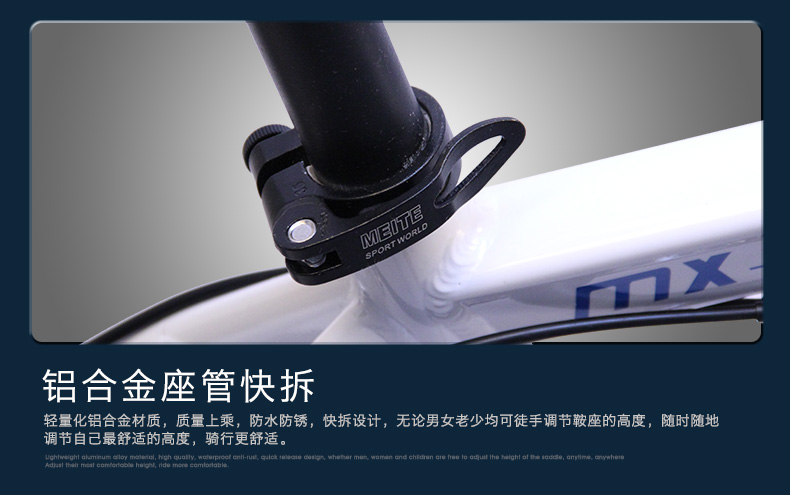 MEITE
SPORT WORLD
mx-
铝合金座管快拆
轻量化铝合金材质，质量上乘，防水防锈，快拆设计，无论男女老少均可徒手调节鞍座的高度，随时随地
调节自己最舒适的高度，骑行更舒适。
Lightweight aluminum alloy material, high quality, waterproof anti-rust, quick release design, whether men, women and children are free to adjust the height of the saddle, anytime, anywhere
Adjust their most comfortable height, ride more comfortable.